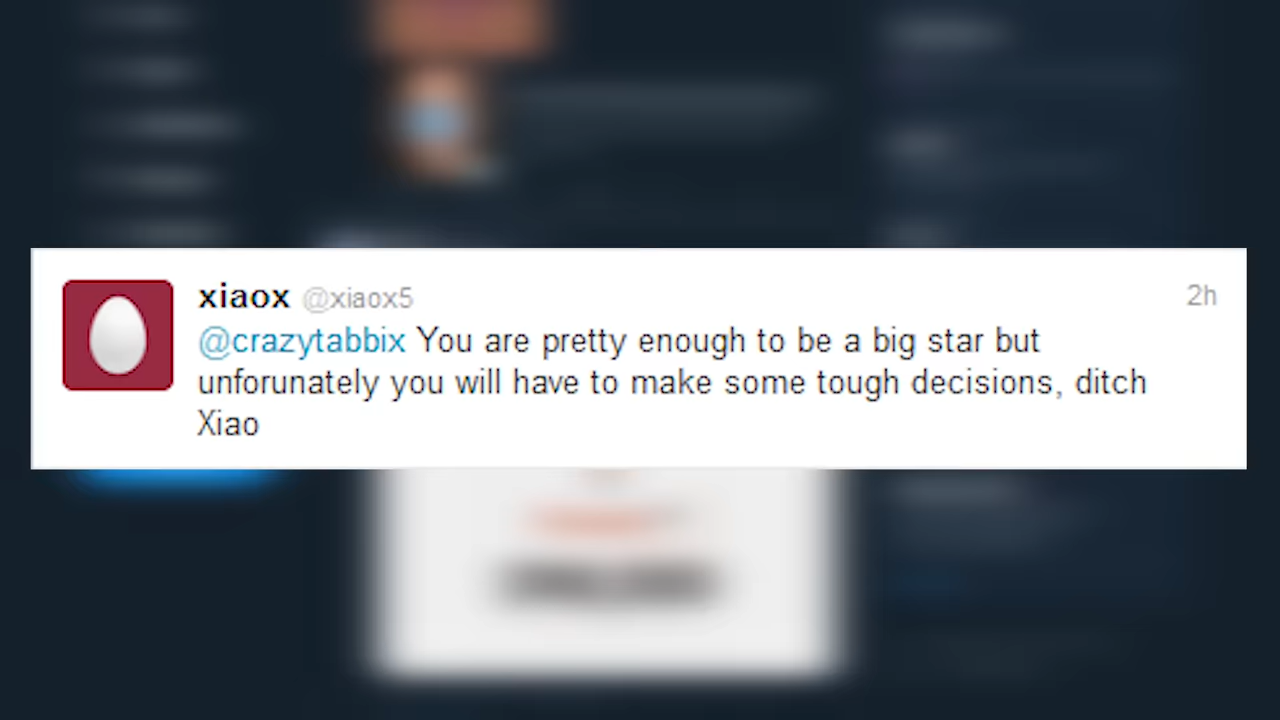 xiaox @xiaox5 2h
@crazytabbix You are pretty enough to be a big star but
unforunately you will have to make some tough decisions, ditch
Xiao